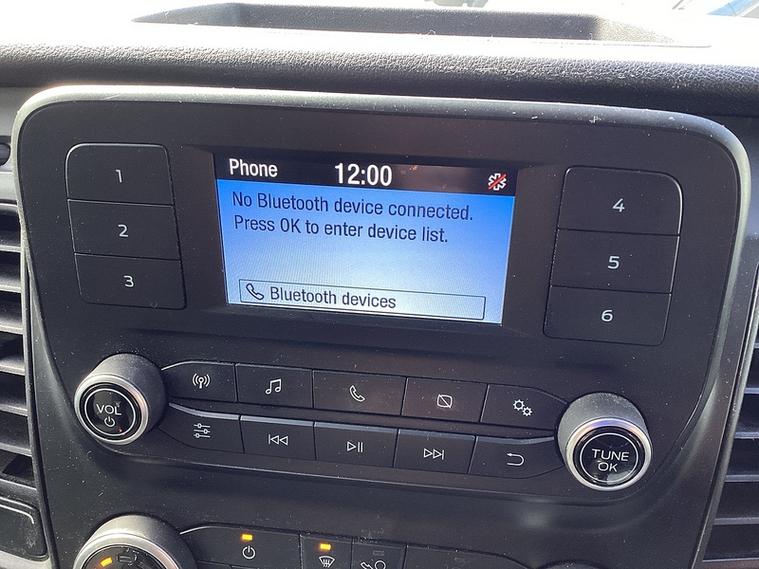 Phone 12:00
No Bluetooth device connected.
Press OK to enter device list.
Bluetooth devices
1
2
3
4
5
6
VOL
TUNE
OK